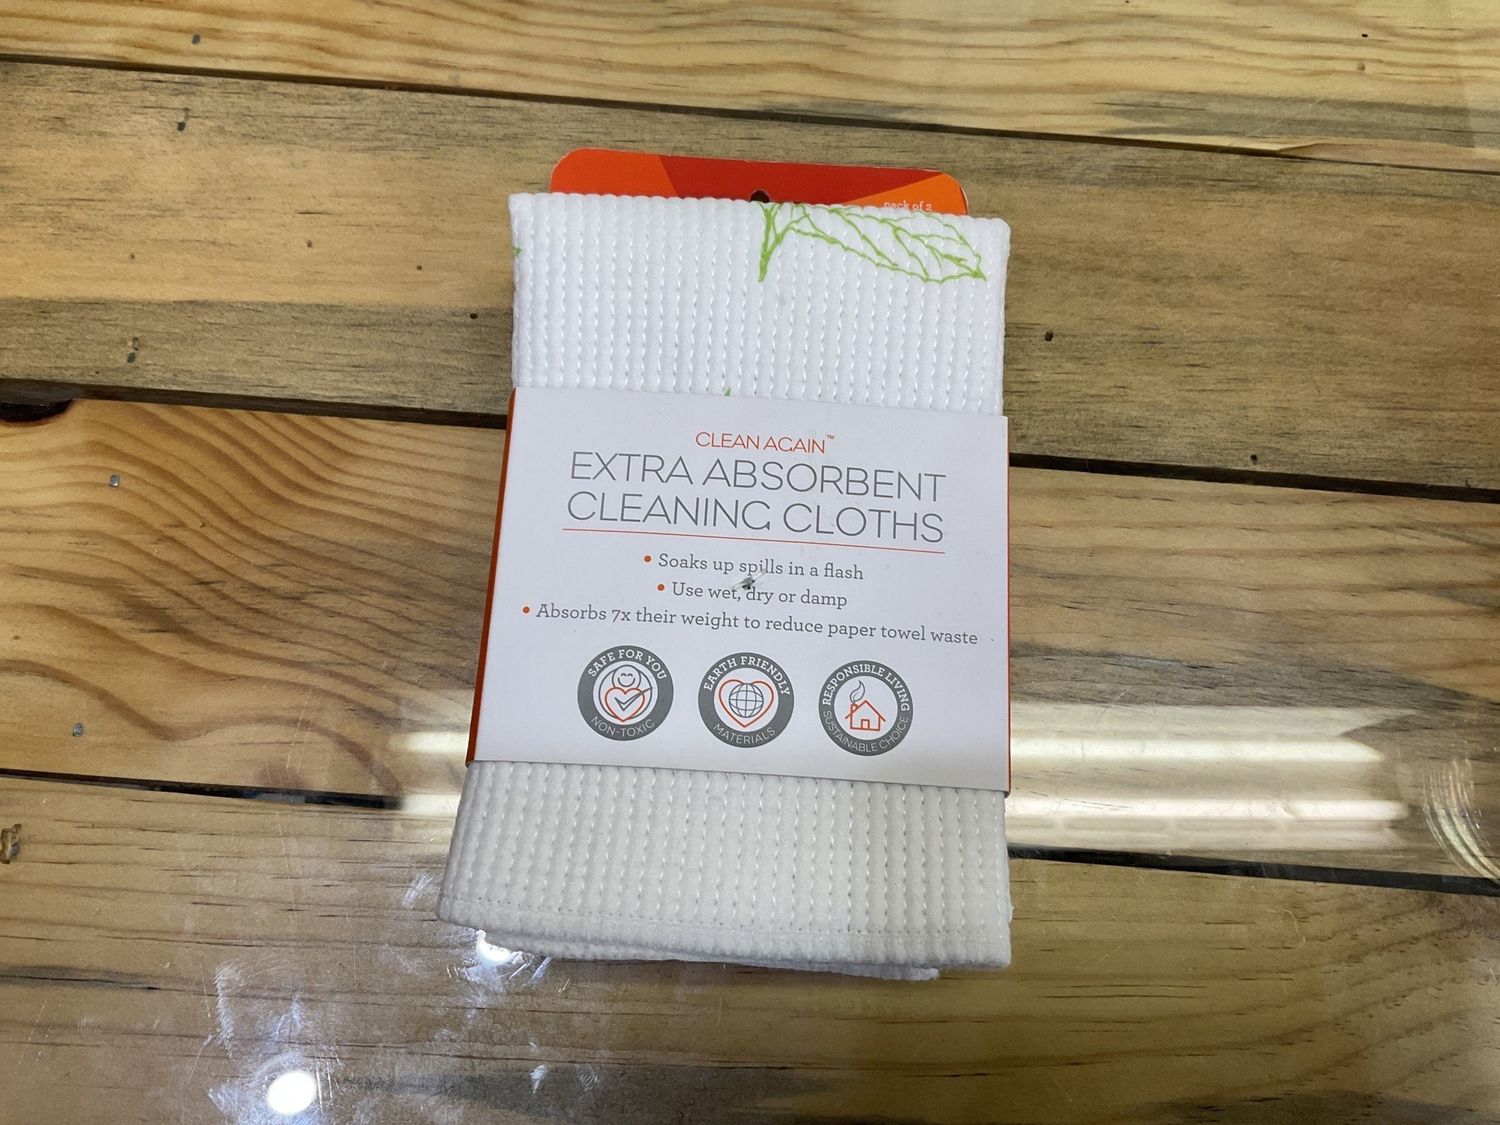 pack of 2
CLEAN AGAIN™
EXTRA ABSORBENT
CLEANING CLOTHS
• Soaks up spills in a flash
• Use wet, dry or damp
• Absorbs 7x their weight to reduce paper towel waste
SAFE FOR YOU
NON-TOXIC
EARTH FRIENDLY
MATERIALS
RESPONSIBLE LIVING
SUSTAINABLE CHOICE